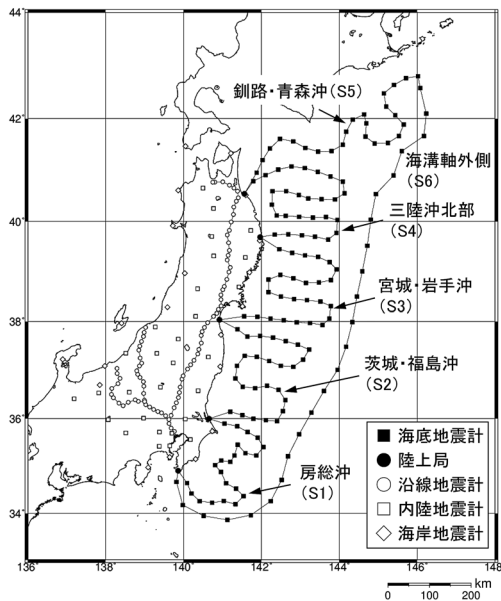 44°
42°
40°
38°
36°
34°
136°
138°
140°
142°
144°
146°
148°
釧路・青森沖（S5）
海溝軸外側
（S6）
三陸沖北部
（S4）
宮城・岩手沖
（S3）
茨城・福島沖
（S2）
房総沖
（S1）
海底地震計
陸上局
沿線地震計
内陸地震計
海岸地震計
km
0 100 200